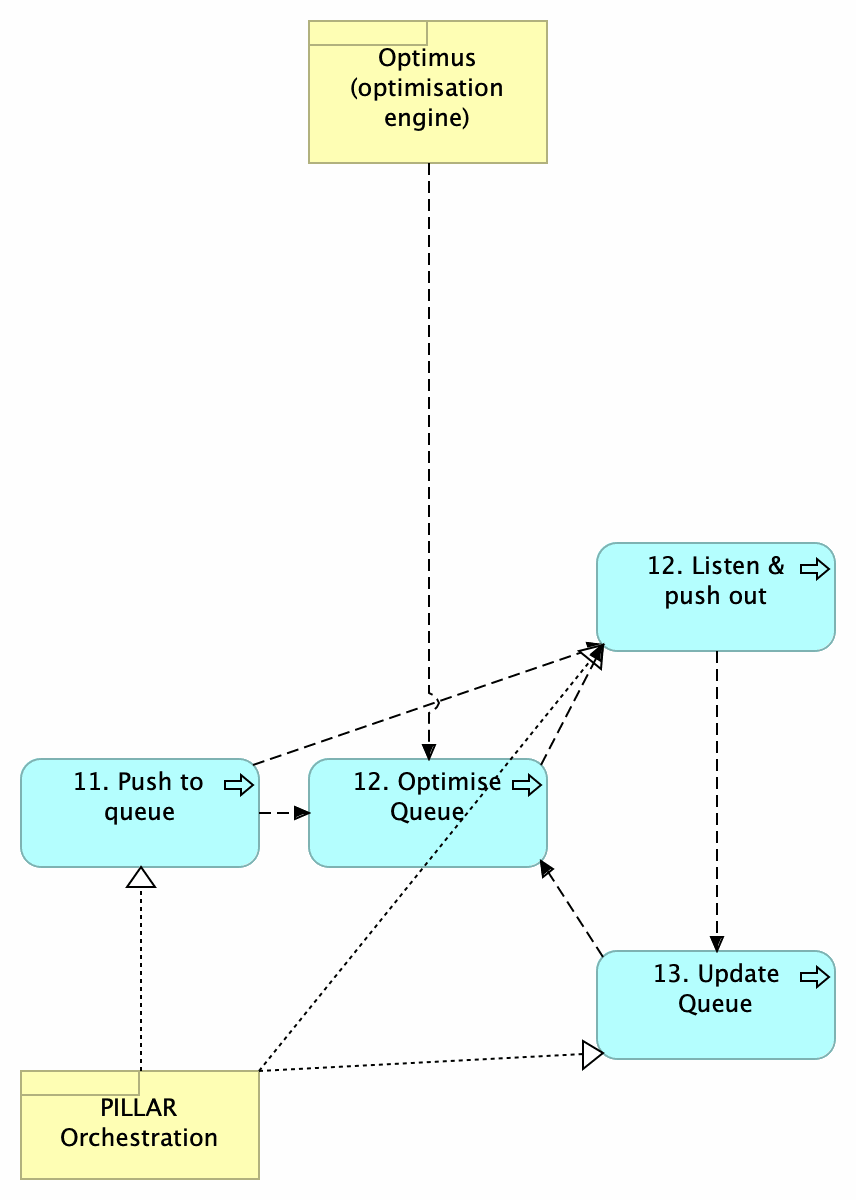 Optimus
(optimisation
engine)
12. Listen &
push out
11. Push to
queue
12. Optimise
Queue
13. Update
Queue
PILLAR
Orchestration